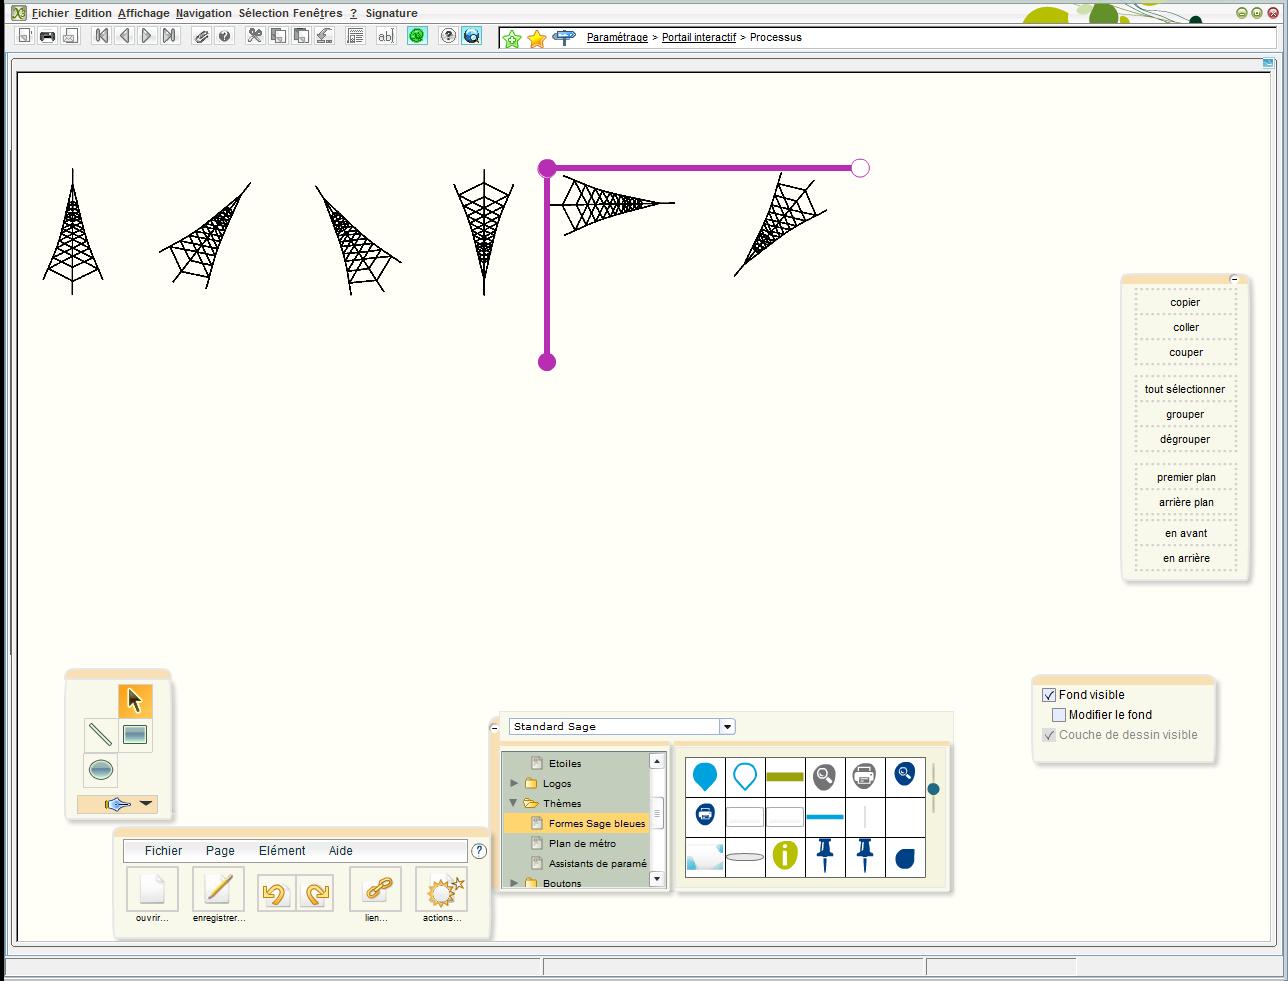 Fichier Edition Affichage Navigation Sélection Fenêtres ? Signature
Paramétrage > Portail interactif > Processus
copier
coller
couper
tout sélectionner
grouper
dégrouper
premier plan
arrière plan
en avant
en arrière
Fond visible
Modifier le fond
Couche de dessin visible
Standard Sage
Etoiles
Logos
Thèmes
Formes Sage bleues
Plan de métro
Assistants de paramé
Boutons
Fichier Page Elément Aide
ouvrir... enregistrer... lien... actions...